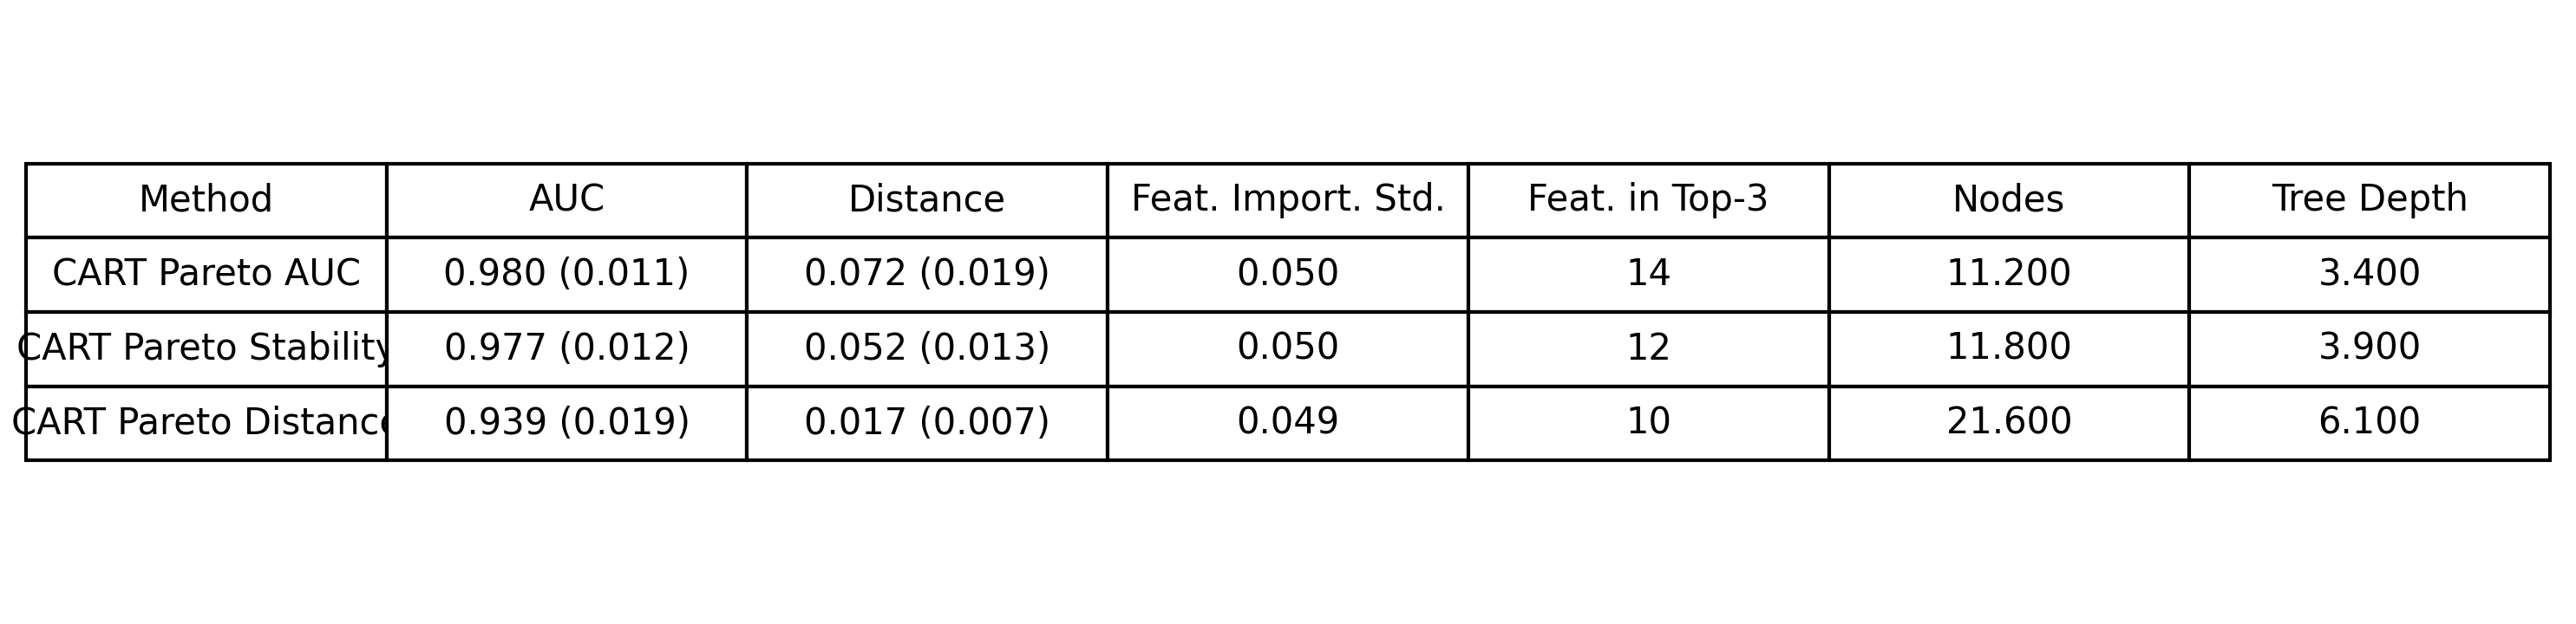 Method AUC Distance Feat. Import. Std. Feat. in Top-3 Nodes Tree Depth
CART Pareto AUC 0.980 (0.011) 0.072 (0.019) 0.050 14 11.200 3.400
CART Pareto Stability 0.977 (0.012) 0.052 (0.013) 0.050 12 11.800 3.900
CART Pareto Distance 0.939 (0.019) 0.017 (0.007) 0.049 10 21.600 6.100